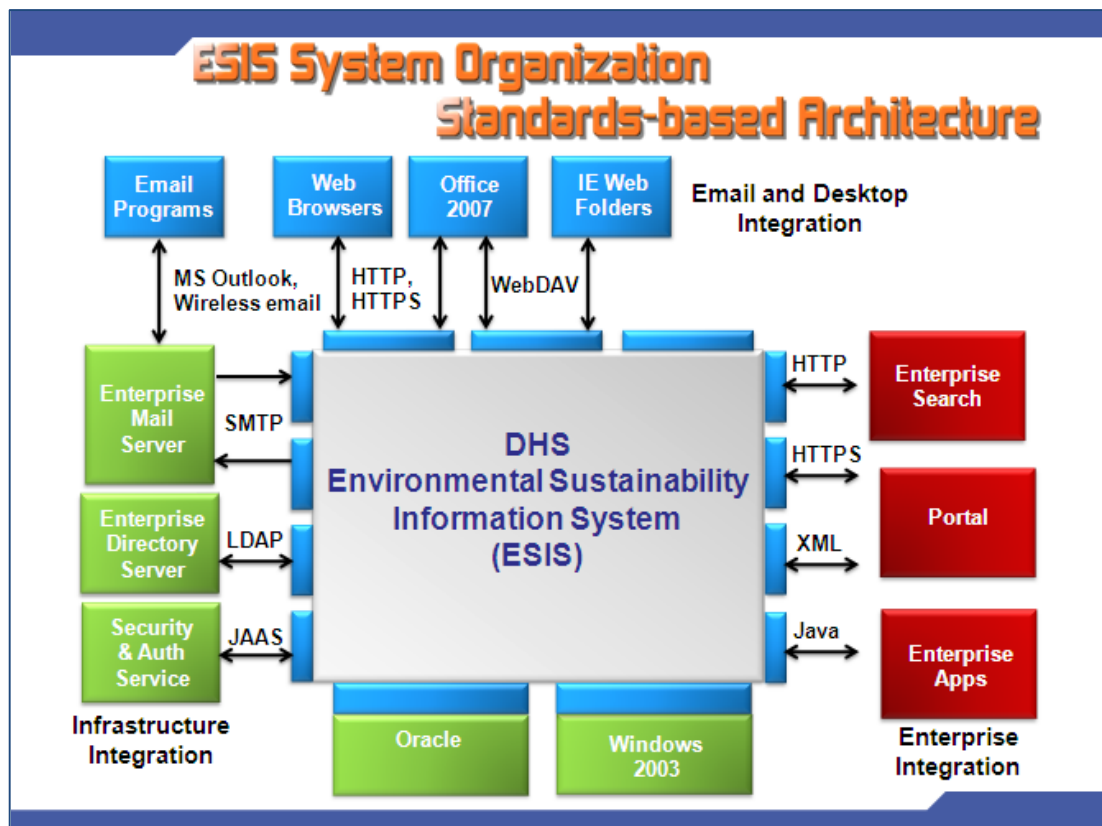 ESIS System Organization
Standards-based Architecture
Email
Programs
Web
Browsers
Office
2007
IE Web
Folders
Email and Desktop
Integration
MS Outlook,
Wireless email
HTTP,
HTTPS
WebDAV
Enterprise
Mail
Server
SMTP
Enterprise
Directory
Server
LDAP
Security
& Auth
Service
JAAS
Infrastructure
Integration
DHS
Environmental Sustainability
Information System
(ESIS)
HTTP
HTTPS
XML
Java
Enterprise
Search
Portal
Enterprise
Apps
Enterprise
Integration
Oracle
Windows
2003